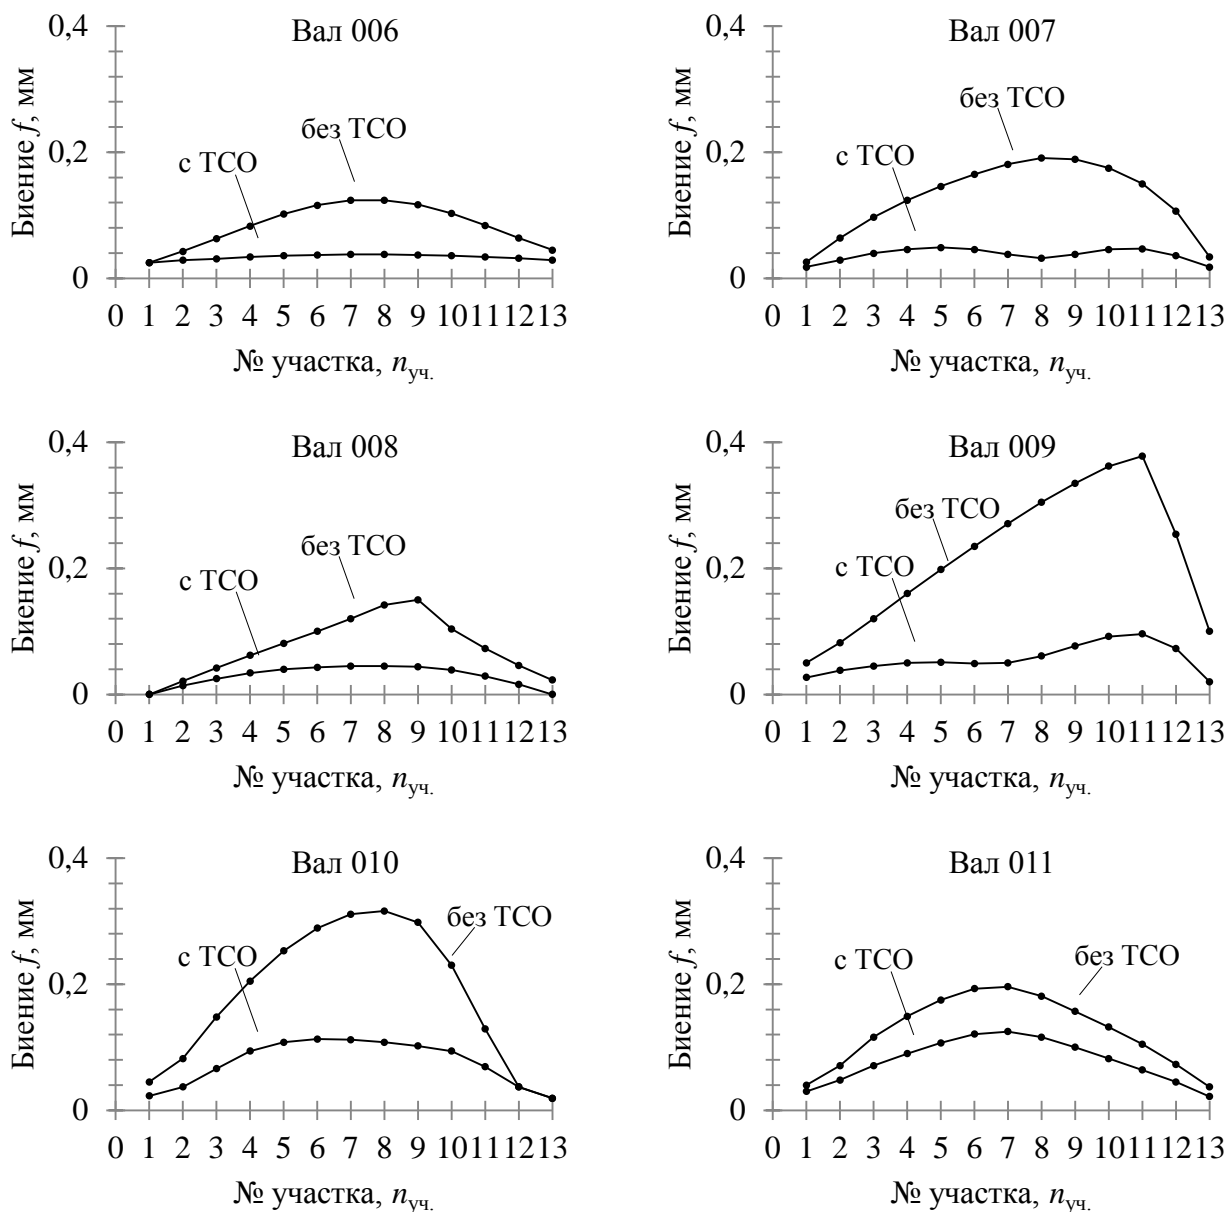 Вал 006
Биение f, мм
0,4
0,2
0
без ТСО
с ТСО
0 1 2 3 4 5 6 7 8 9 10 11 12 13
№ участка, nуч.
Вал 007
Биение f, мм
0,4
0,2
0
без ТСО
с ТСО
0 1 2 3 4 5 6 7 8 9 10 11 12 13
№ участка, nуч.
Вал 008
Биение f, мм
0,4
0,2
0
без ТСО
с ТСО
0 1 2 3 4 5 6 7 8 9 10 11 12 13
№ участка, nуч.
Вал 009
Биение f, мм
0,4
0,2
0
без ТСО
с ТСО
0 1 2 3 4 5 6 7 8 9 10 11 12 13
№ участка, nуч.
Вал 010
Биение f, мм
0,4
0,2
0
без ТСО
с ТСО
0 1 2 3 4 5 6 7 8 9 10 11 12 13
№ участка, nуч.
Вал 011
Биение f, мм
0,4
0,2
0
без ТСО
с ТСО
0 1 2 3 4 5 6 7 8 9 10 11 12 13
№ участка, nуч.